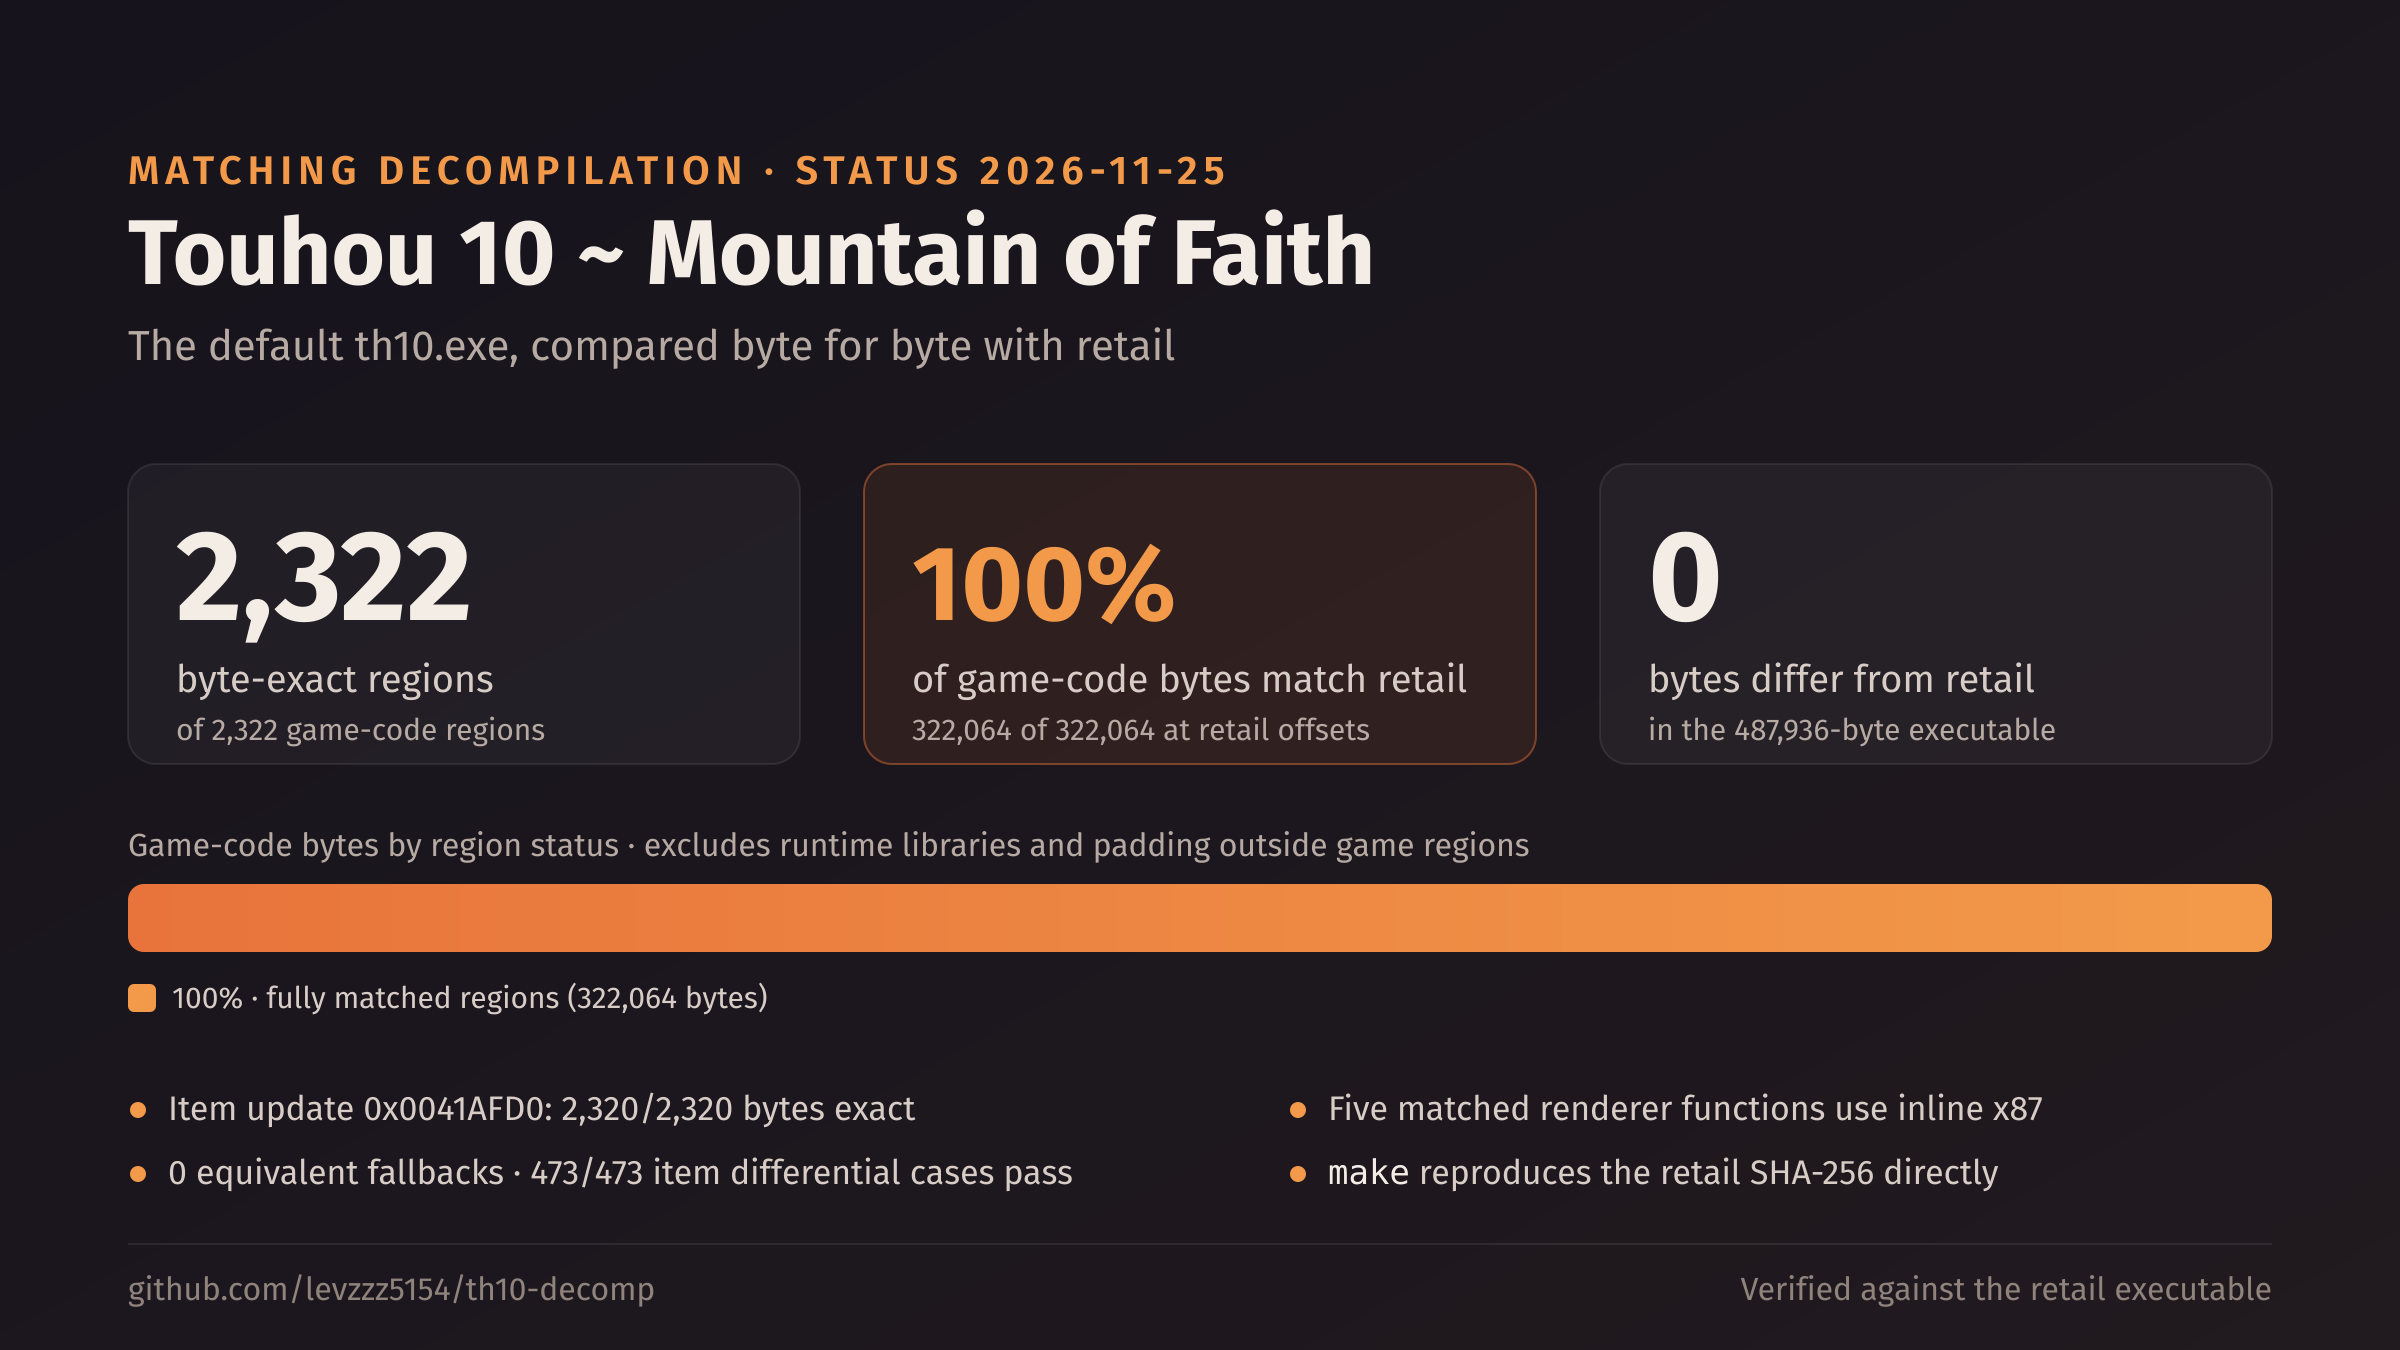 MATCHING DECOMPILATION · STATUS 2026-11-25
Touhou 10 ~ Mountain of Faith
The default th10.exe, compared byte for byte with retail
2,322
byte-exact regions
of 2,322 game-code regions
100%
of game-code bytes match retail
322,064 of 322,064 at retail offsets
0
bytes differ from retail
in the 487,936-byte executable
Game-code bytes by region status · excludes runtime libraries and padding outside game regions
100% · fully matched regions (322,064 bytes)
Item update 0x0041AFD0: 2,320/2,320 bytes exact
0 equivalent fallbacks · 473/473 item differential cases pass
Five matched renderer functions use inline x87
make reproduces the retail SHA-256 directly
github.com/levzzz5154/th10-decomp
Verified against the retail executable